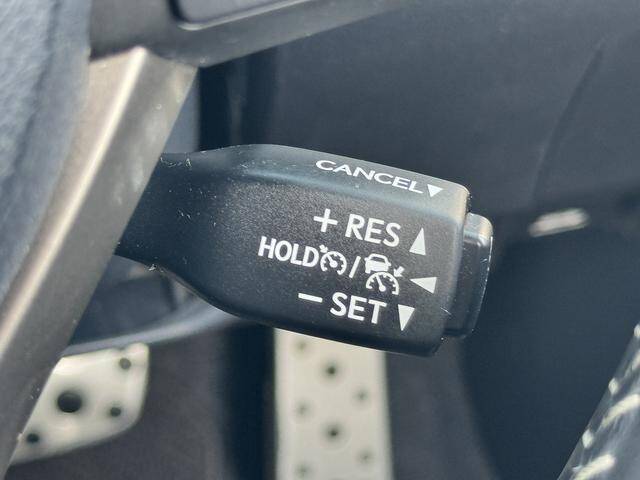 CANCEL▼
+RES▲
HOLD / ◀
−SET▼